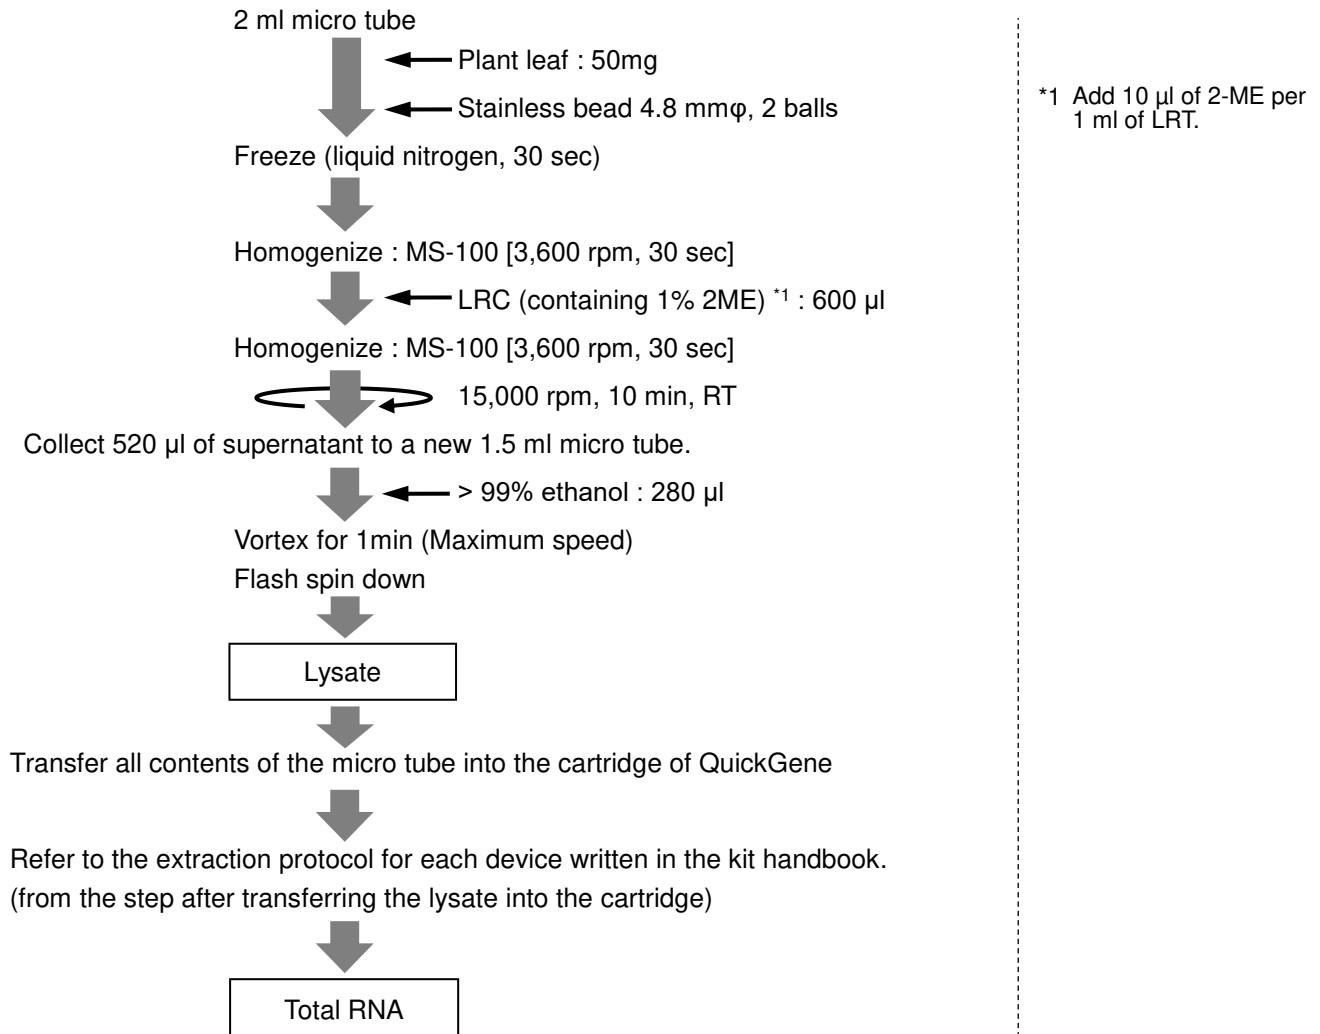 2 ml micro tube
Plant leaf : 50mg
Stainless bead 4.8 mmφ, 2 balls
Freeze (liquid nitrogen, 30 sec)
Homogenize : MS-100 [3,600 rpm, 30 sec]
LRC (containing 1% 2ME) *1 : 600 µl
Homogenize : MS-100 [3,600 rpm, 30 sec]
15,000 rpm, 10 min, RT
Collect 520 µl of supernatant to a new 1.5 ml micro tube.
> 99% ethanol : 280 µl
Vortex for 1min (Maximum speed)
Flash spin down
Lysate
Transfer all contents of the micro tube into the cartridge of QuickGene
Refer to the extraction protocol for each device written in the kit handbook.
(from the step after transferring the lysate into the cartridge)
Total RNA
*1 Add 10 µl of 2-ME per
1 ml of LRT.